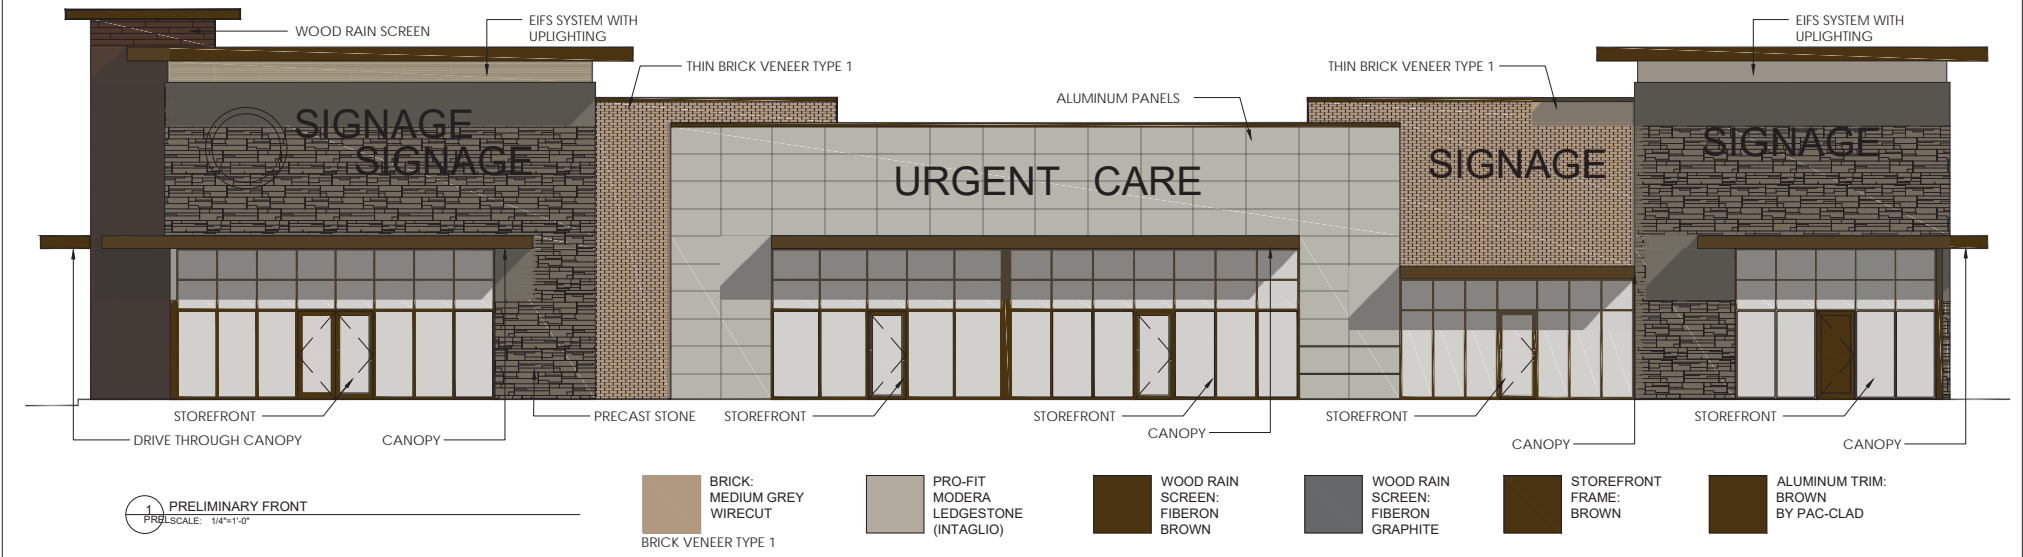 WOOD RAIN SCREEN
EIFS SYSTEM WITH
UPLIGHTING
THIN BRICK VENEER TYPE 1
ALUMINUM PANELS
THIN BRICK VENEER TYPE 1
EIFS SYSTEM WITH
UPLIGHTING
SIGNAGE
SIGNAGE
URGENT CARE
SIGNAGE
SIGNAGE
STOREFRONT
PRECAST STONE
STOREFRONT
STOREFRONT
STOREFRONT
STOREFRONT
DRIVE THROUGH CANOPY
CANOPY
CANOPY
CANOPY
CANOPY
1
PRELIMINARY FRONT
PREL
SCALE: 1/4"=1'-0"
BRICK:
MEDIUM GREY
WIRECUT
BRICK VENEER TYPE 1
PRO-FIT
MODERA
LEDGESTONE
(INTAGLIO)
WOOD RAIN
SCREEN:
FIBERON
BROWN
WOOD RAIN
SCREEN:
FIBERON
GRAPHITE
STOREFRONT
FRAME:
BROWN
ALUMINUM TRIM:
BROWN
BY PAC-CLAD